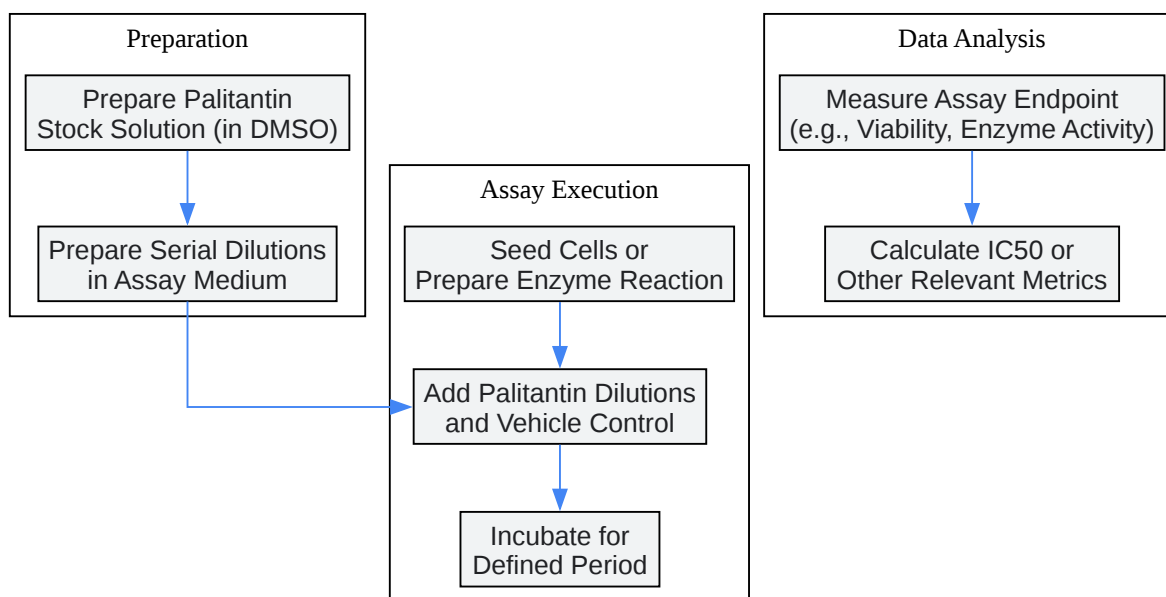 Preparation
Prepare Palitantin
Stock Solution (in DMSO)
Prepare Serial Dilutions
in Assay Medium
Assay Execution
Seed Cells or
Prepare Enzyme Reaction
Add Palitantin Dilutions
and Vehicle Control
Incubate for
Defined Period
Data Analysis
Measure Assay Endpoint
(e.g., Viability, Enzyme Activity)
Calculate IC50 or
Other Relevant Metrics